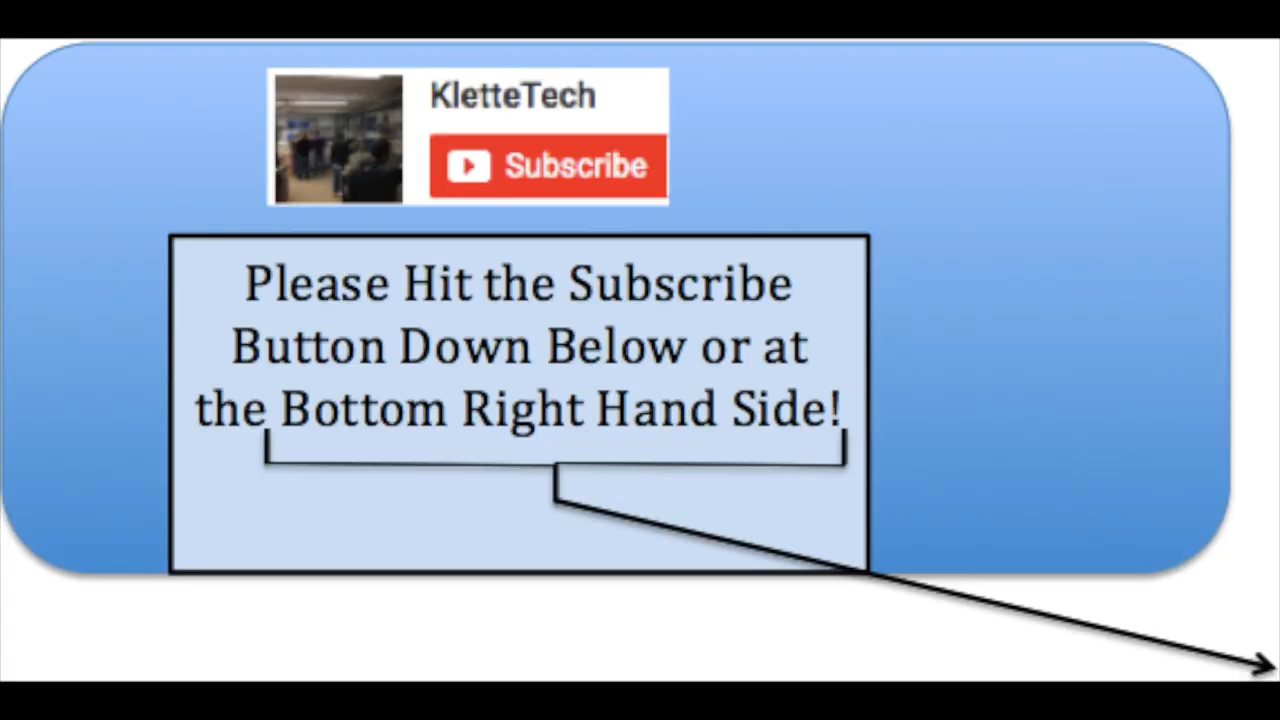 KletteTech
Subscribe
Please Hit the Subscribe
Button Down Below or at
the Bottom Right Hand Side!